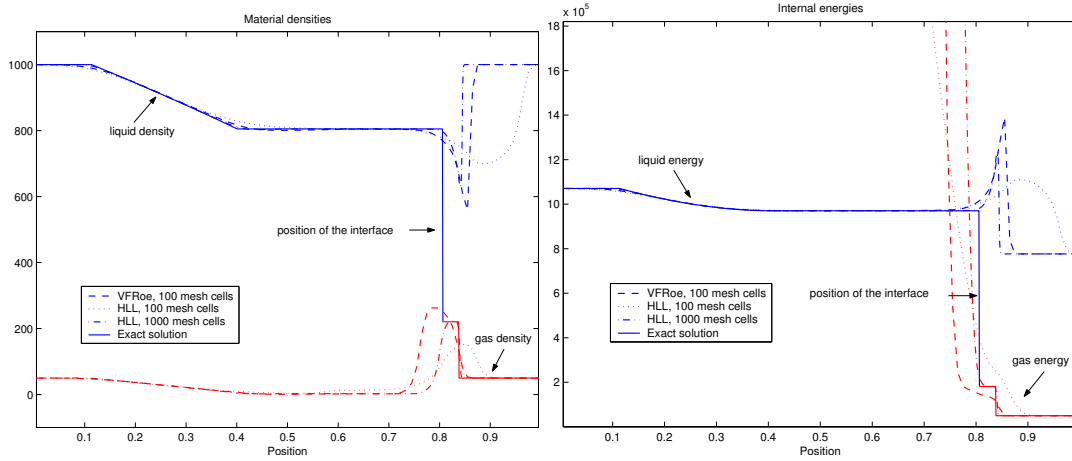 Material densities
1000
800
600
400
200
0
liquid density
position of the interface
gas density
VFRoe, 100 mesh cells
HLL, 100 mesh cells
HLL, 1000 mesh cells
Exact solution
0.1 0.2 0.3 0.4 0.5 0.6 0.7 0.8 0.9
Position
Internal energies
x 10^5
18
16
14
12
10
8
6
4
2
liquid energy
position of the interface
gas energy
VFRoe, 100 mesh cells
HLL, 100 mesh cells
HLL, 1000 mesh cells
Exact solution
0.1 0.2 0.3 0.4 0.5 0.6 0.7 0.8 0.9
Position